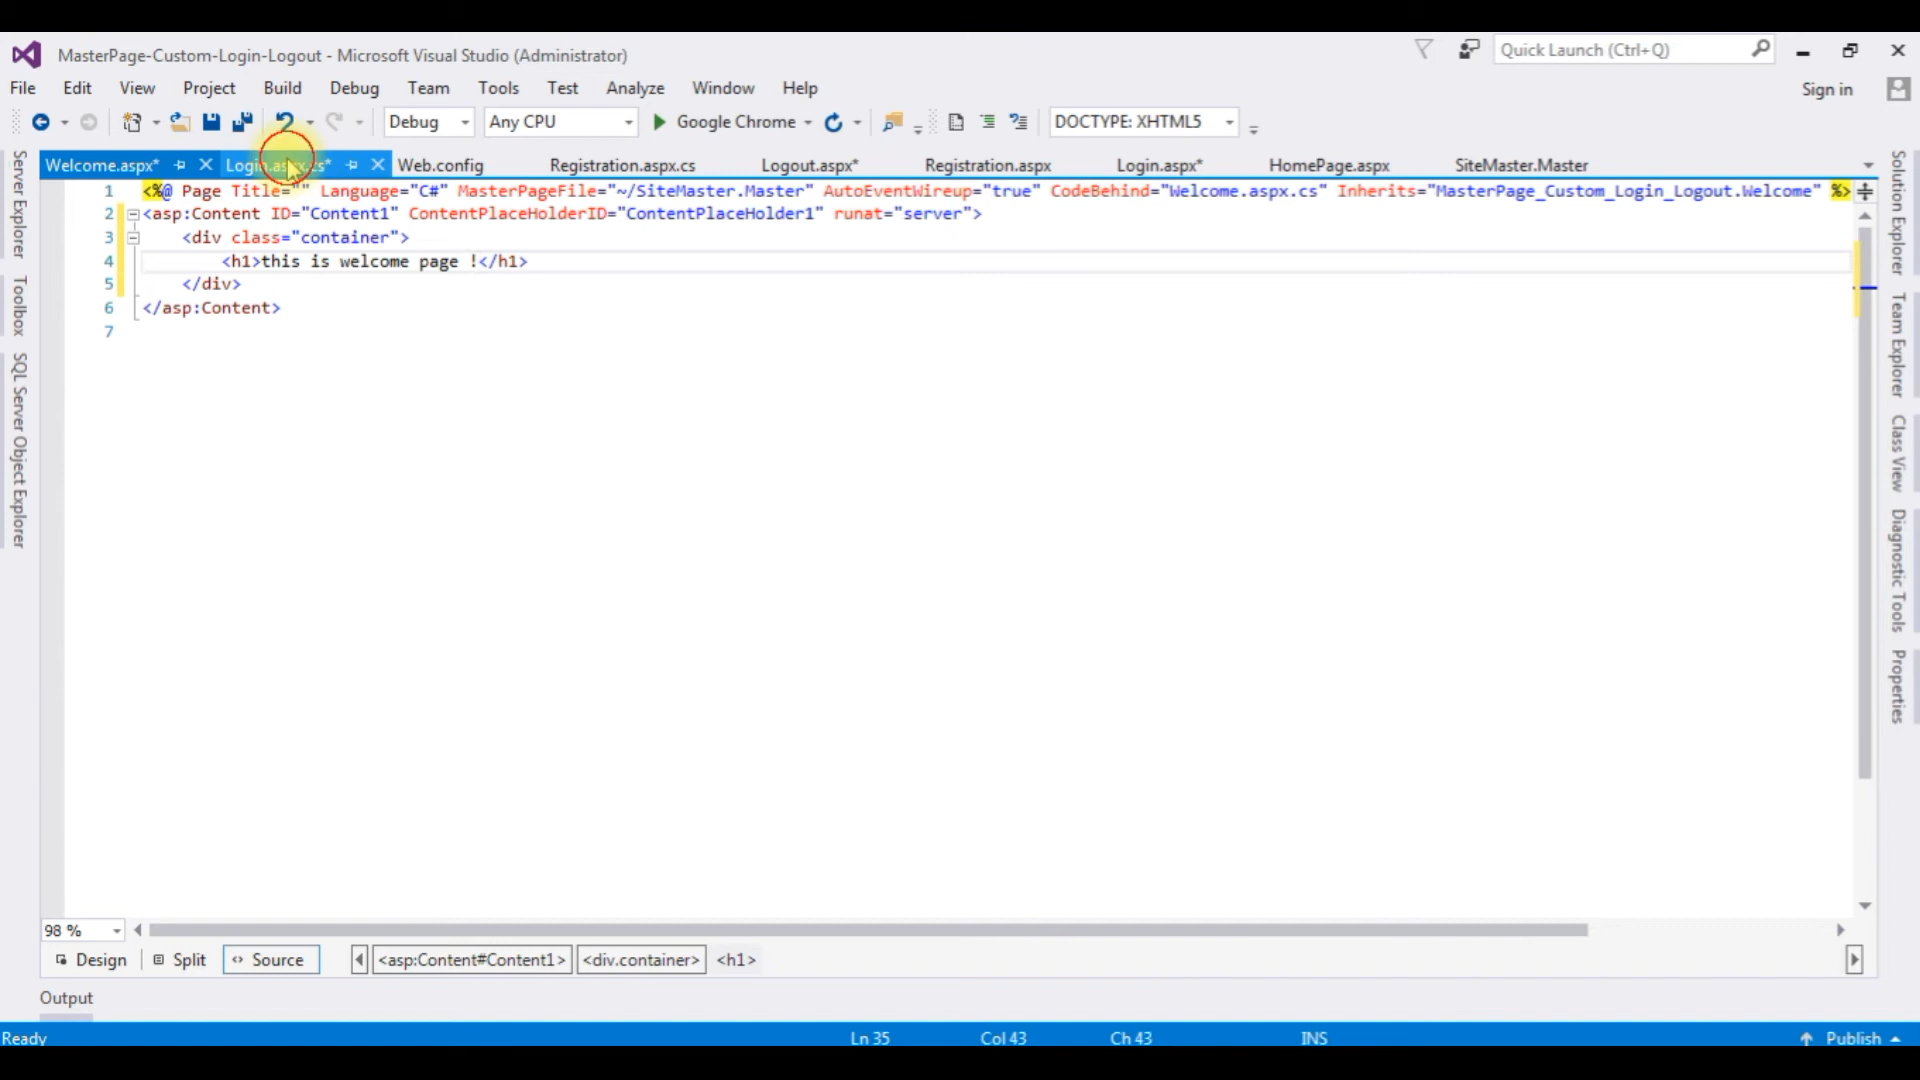 MasterPage-Custom-Login-Logout - Microsoft Visual Studio (Administrator)
Quick Launch (Ctrl+Q)
File Edit View Project Build Debug Team Tools Test Analyze Window Help
Sign in
Debug Any CPU Google Chrome DOCTYPE: XHTML5
Welcome.aspx* Login.aspx.cs* Web.config Registration.aspx.cs Logout.aspx* Registration.aspx Login.aspx* HomePage.aspx SiteMaster.Master
1 <%@ Page Title="" Language="C#" MasterPageFile="~/SiteMaster.Master" AutoEventWireup="true" CodeBehind="Welcome.aspx.cs" Inherits="MasterPage_Custom_Login_Logout.Welcome" %>
2 <asp:Content ID="Content1" ContentPlaceHolderID="ContentPlaceHolder1" runat="server">
3 <div class="container">
4 <h1>this is welcome page !</h1>
5 </div>
6 </asp:Content>
7
Server Explorer
Toolbox
SQL Server Object Explorer
Solution Explorer
Team Explorer
Class View
Diagnostic Tools
Properties
98 %
Design Split Source <asp:Content#Content1> <div.container> <h1>
Output
Ready Ln 35 Col 43 Ch 43 INS Publish